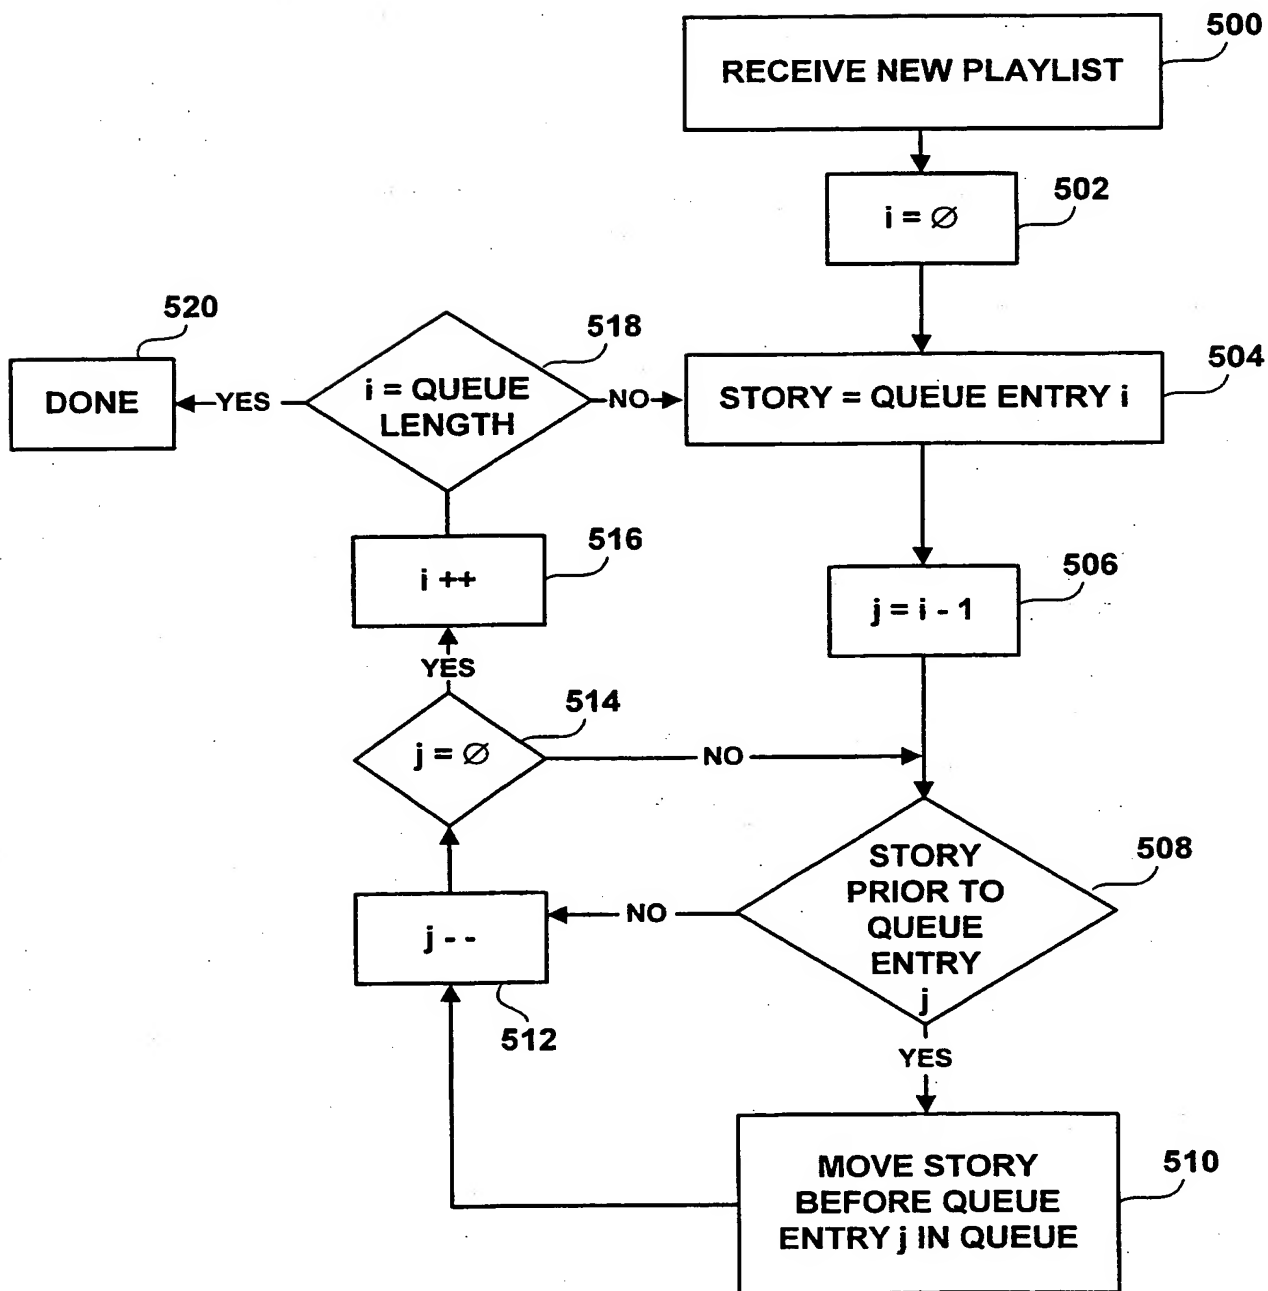 500
RECEIVE NEW PLAYLIST
502
i = ∅
520
518
504
DONE
YES
i = QUEUE
LENGTH
NO
STORY = QUEUE ENTRY i
516
i ++
506
j = i - 1
YES
514
j = ∅
NO
508
STORY
PRIOR TO
QUEUE
ENTRY
j
NO
j - -
512
YES
510
MOVE STORY
BEFORE QUEUE
ENTRY j IN QUEUE